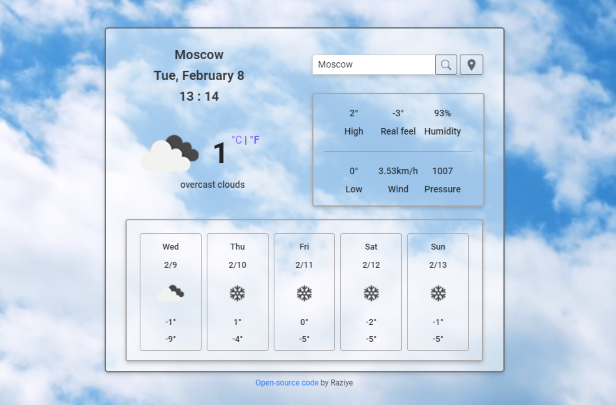 Moscow
Tue, February 8
13 : 14
Moscow
1 °C | °F
overcast clouds
2° -3° 93%
High Real feel Humidity
0° 3.53km/h 1007
Low Wind Pressure
Wed Thu Fri Sat Sun
2/9 2/10 2/11 2/12 2/13
-1° 1° 0° -2° -1°
-9° -4° -5° -5° -5°
Open-source code by Raziye